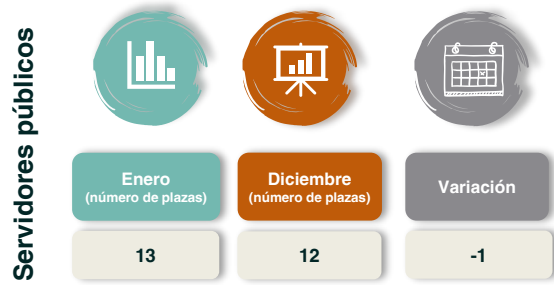 Servidores públicos
Enero
(número de plazas)
Diciembre
(número de plazas)
Variación
13
12
-1